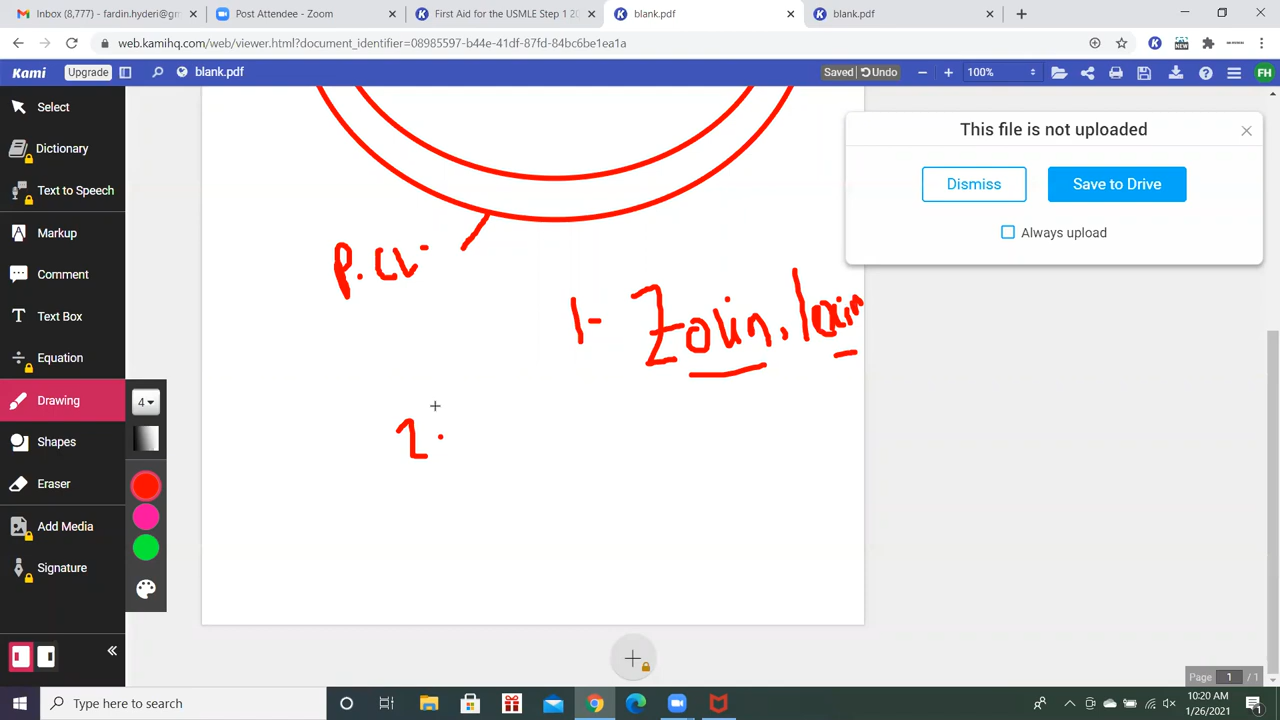 Inbox (8,777) - fardin.hyderi@gm
Post Attendee - Zoom
First Aid for the USMLE Step 1 20
blank.pdf
blank.pdf
web.kamihq.com/web/viewer.html?document_identifier=08985597-b44e-41df-87fd-84bc6be1ea1a
NEW
FH
Kami
Upgrade
blank.pdf
Saved
Undo
100%
Select
Dictionary
Text to Speech
Markup
Comment
Text Box
Equation
Drawing
Shapes
Eraser
Add Media
Signature
4
This file is not uploaded
Dismiss
Save to Drive
Always upload
1-
2.
Page 1 / 1
Type here to search
10:20 AM
1/26/2021
1